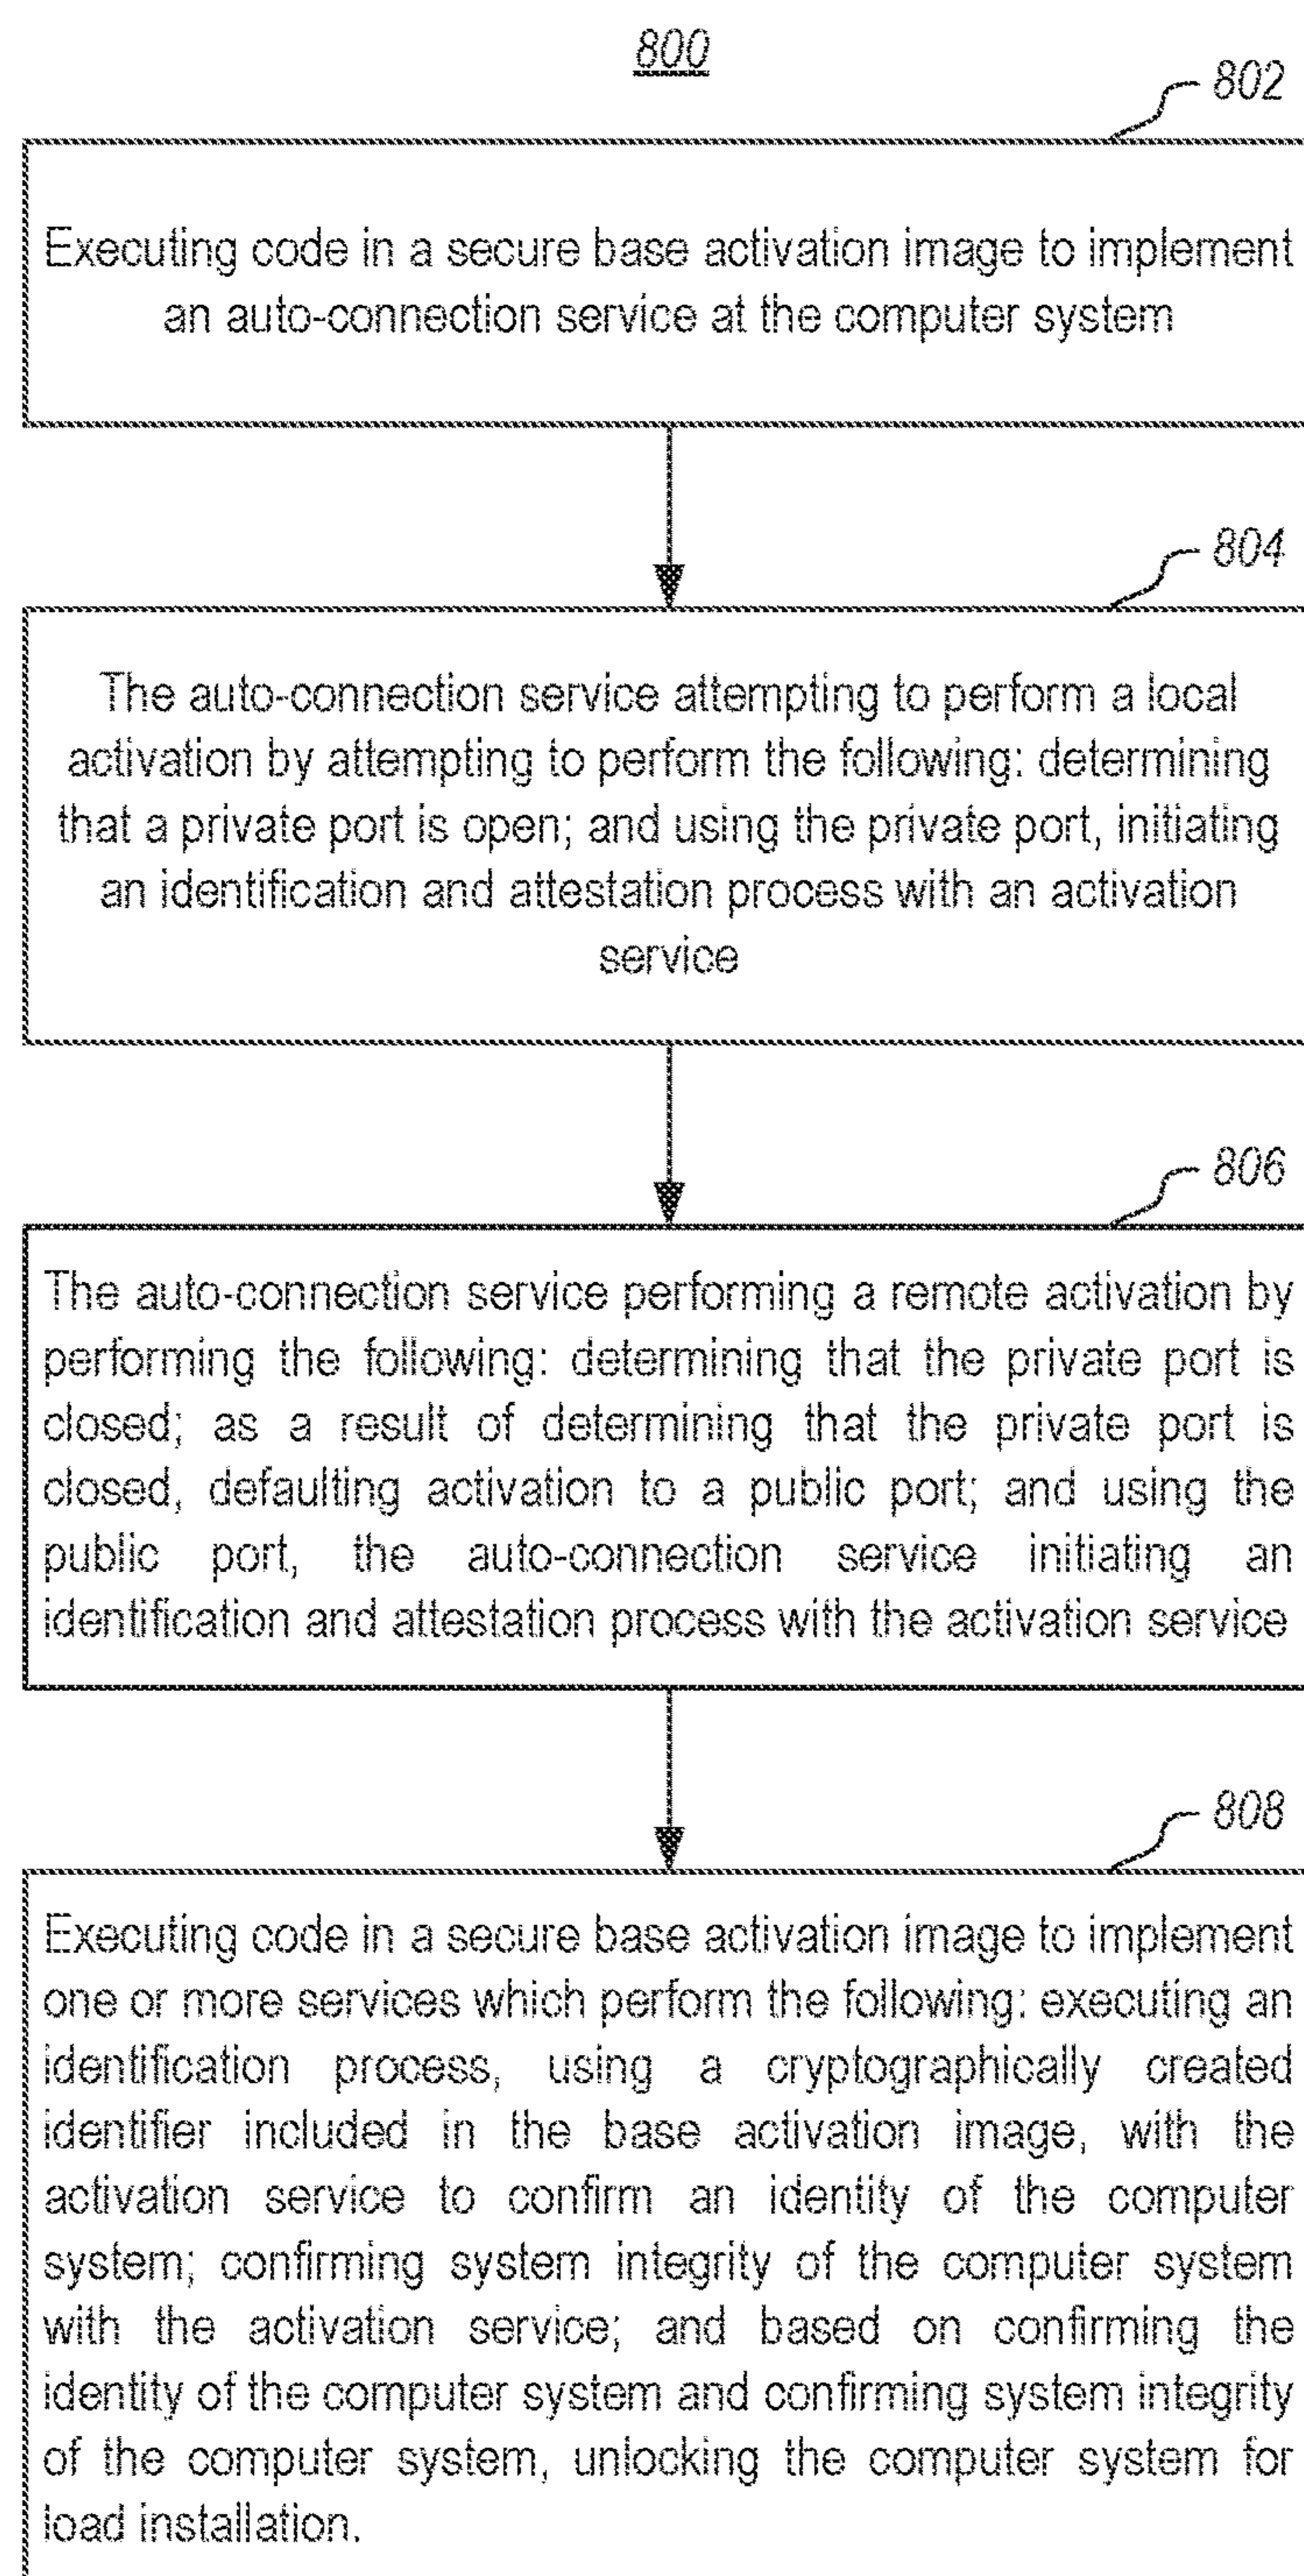 800
802
Executing code in a secure base activation image to implement
an auto-connection service at the computer system
804
The auto-connection service attempting to perform a local
activation by attempting to perform the following: determining
that a private port is open; and using the private port, initiating
an identification and attestation process with an activation
service
806
The auto-connection service performing a remote activation by
performing the following: determining that the private port is
closed; as a result of determining that the private port is
closed, defaulting activation to a public port; and using the
public port, the auto-connection service initiating an
identification and attestation process with the activation service
808
Executing code in a secure base activation image to implement
one or more services which perform the following: executing an
identification process, using a cryptographically created
identifier included in the base activation image, with the
activation service to confirm an identity of the computer
system; confirming system integrity of the computer system
with the activation service; and based on confirming the
identity of the computer system and confirming system integrity
of the computer system, unlocking the computer system for
load installation.